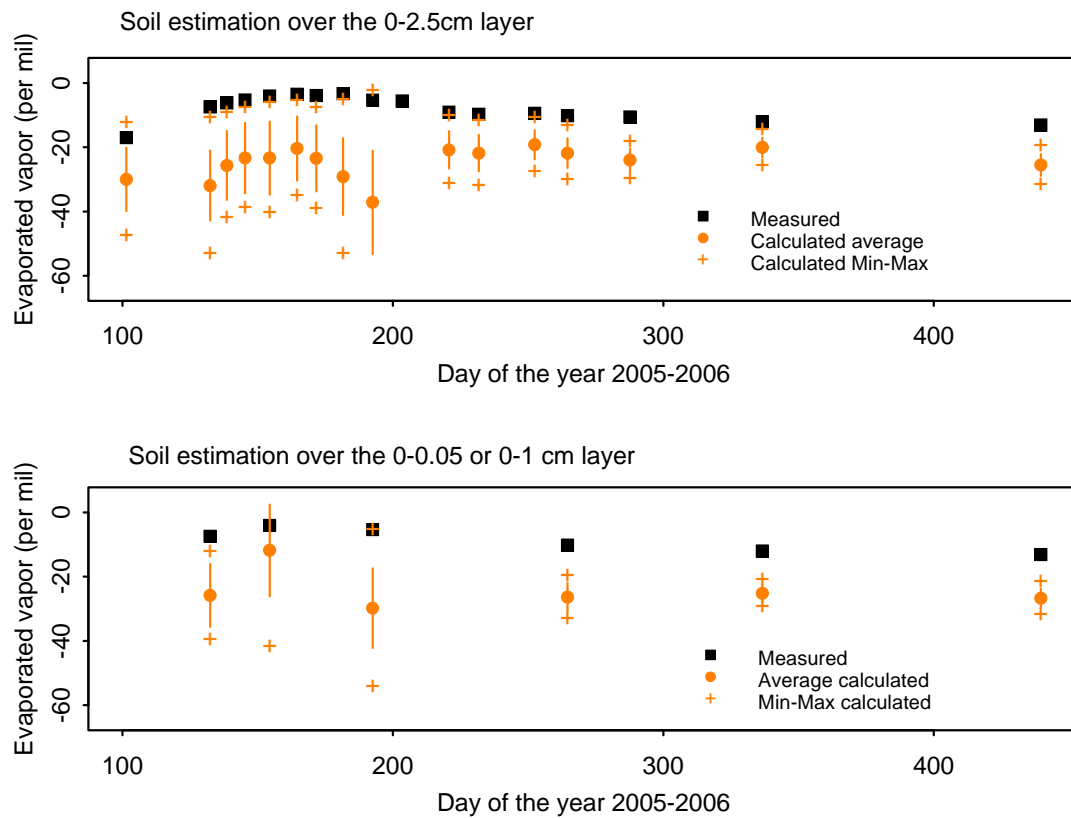 Soil estimation over the 0-2.5cm layer
Evaporated vapor (per mil)
0
-20
-40
-60
Measured
Calculated average
Calculated Min-Max
100
200
300
400
Day of the year 2005-2006
Soil estimation over the 0-0.05 or 0-1 cm layer
Evaporated vapor (per mil)
0
-20
-40
-60
Measured
Average calculated
Min-Max calculated
100
200
300
400
Day of the year 2005-2006